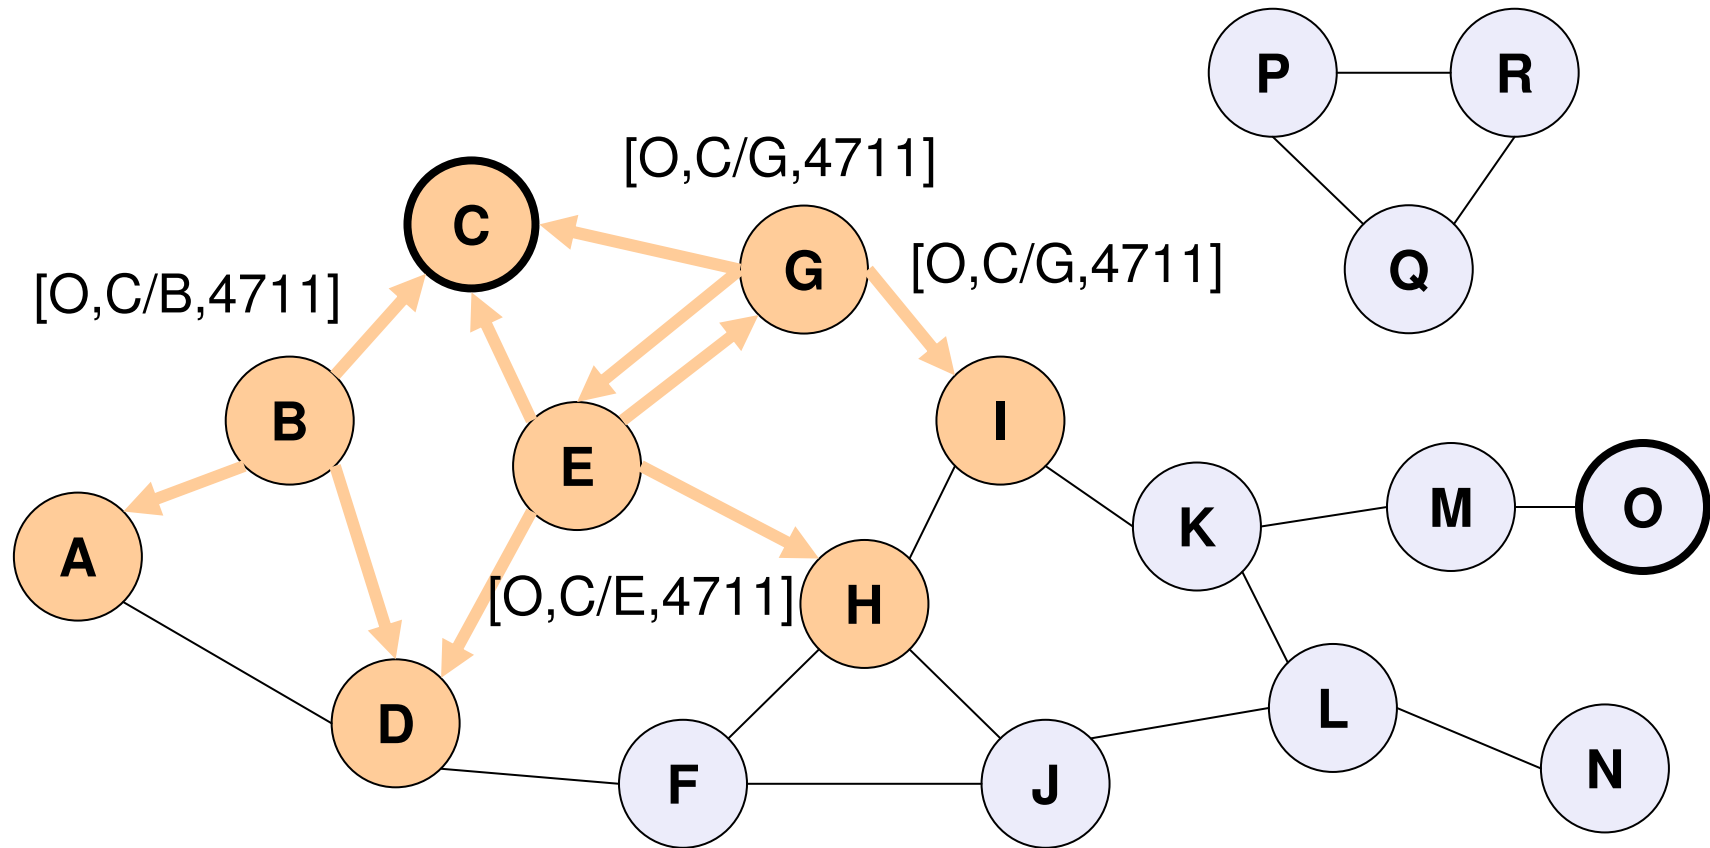 P
R
[O,C/G,4711]
C
G
[O,C/G,4711]
Q
[O,C/B,4711]
B
I
E
M
O
K
A
[O,C/E,4711]
H
D
L
F
J
N